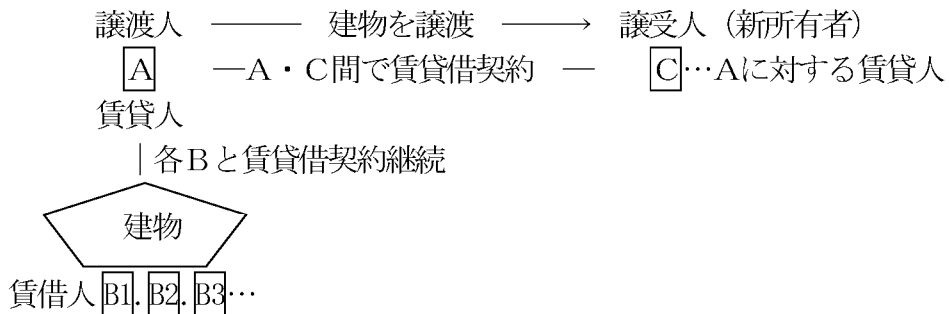 譲渡人 ――― 建物を譲渡 ――→ 譲受人（新所有者）
A ―A・C間で賃貸借契約 ― C…Aに対する賃貸人
賃貸人
｜各Bと賃貸借契約継続
建物
賃借人B1.B2.B3…